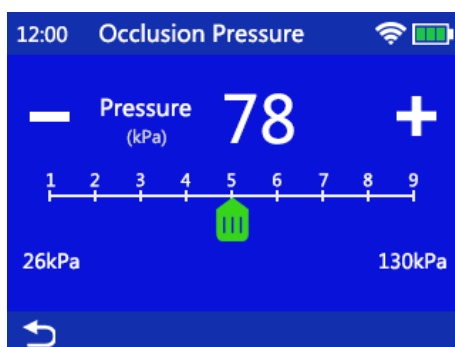 12:00 Occlusion Pressure
Pressure 78
(kPa)
1 2 3 4 5 6 7 8 9
26kPa 130kPa